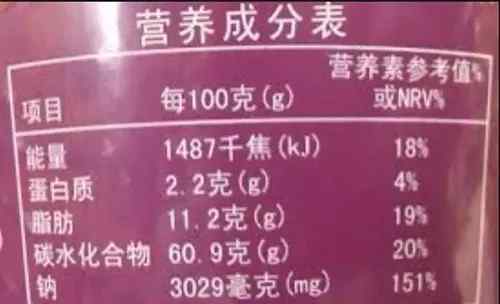 营养成分表
项目 每100克(g) 营养素参考值%或NRV%
能量 1487千焦(kJ) 18%
蛋白质 2.2克(g) 4%
脂肪 11.2克(g) 19%
碳水化合物 60.9克(g) 20%
钠 3029毫克(mg) 151%